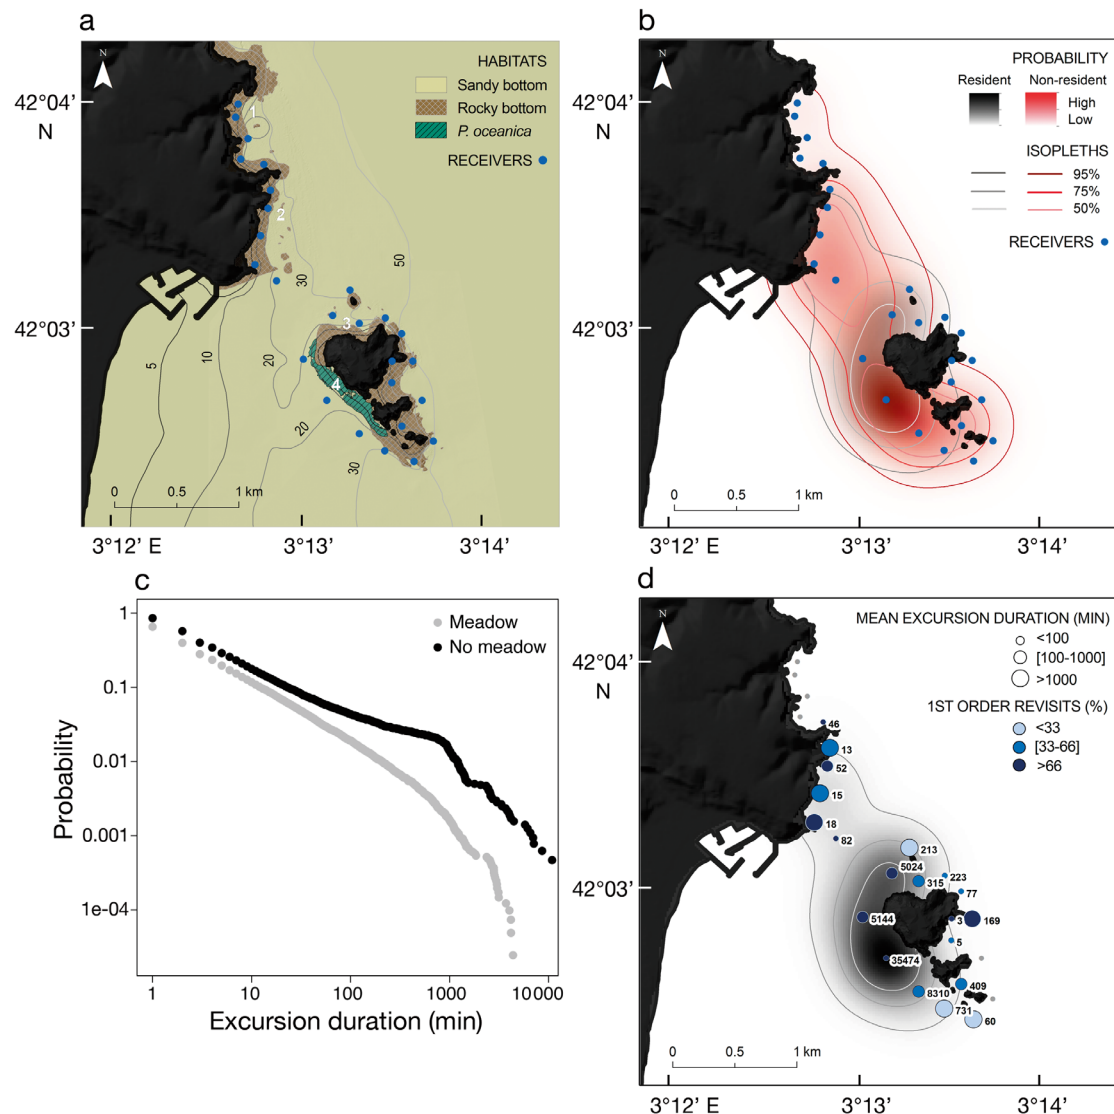 a
N
HABITATS
Sandy bottom
Rocky bottom
P. oceanica
RECEIVERS
42°04’
N
42°03’
1
2
3
4
50
30
20
10
5
20
30
0 0.5 1 km
3°12’ E 3°13’ 3°14’
b
N
PROBABILITY
Resident Non-resident
High
Low
ISOPLETHS
95%
75%
50%
RECEIVERS
42°04’
N
42°03’
0 0.5 1 km
3°12’ E 3°13’ 3°14’
c
Meadow
No meadow
Probability
1
0.1
0.01
0.001
1e-04
1 10 100 1000 10000
Excursion duration (min)
d
N
MEAN EXCURSION DURATION (MIN)
<100
[100-1000]
>1000
1ST ORDER REVISITS (%)
<33
[33-66]
>66
42°04’
N
42°03’
46
13
52
15
18
82
213
5024
315
223
77
5144
3
169
5
35474
8310
409
731
60
0 0.5 1 km
3°12’ E 3°13’ 3°14’